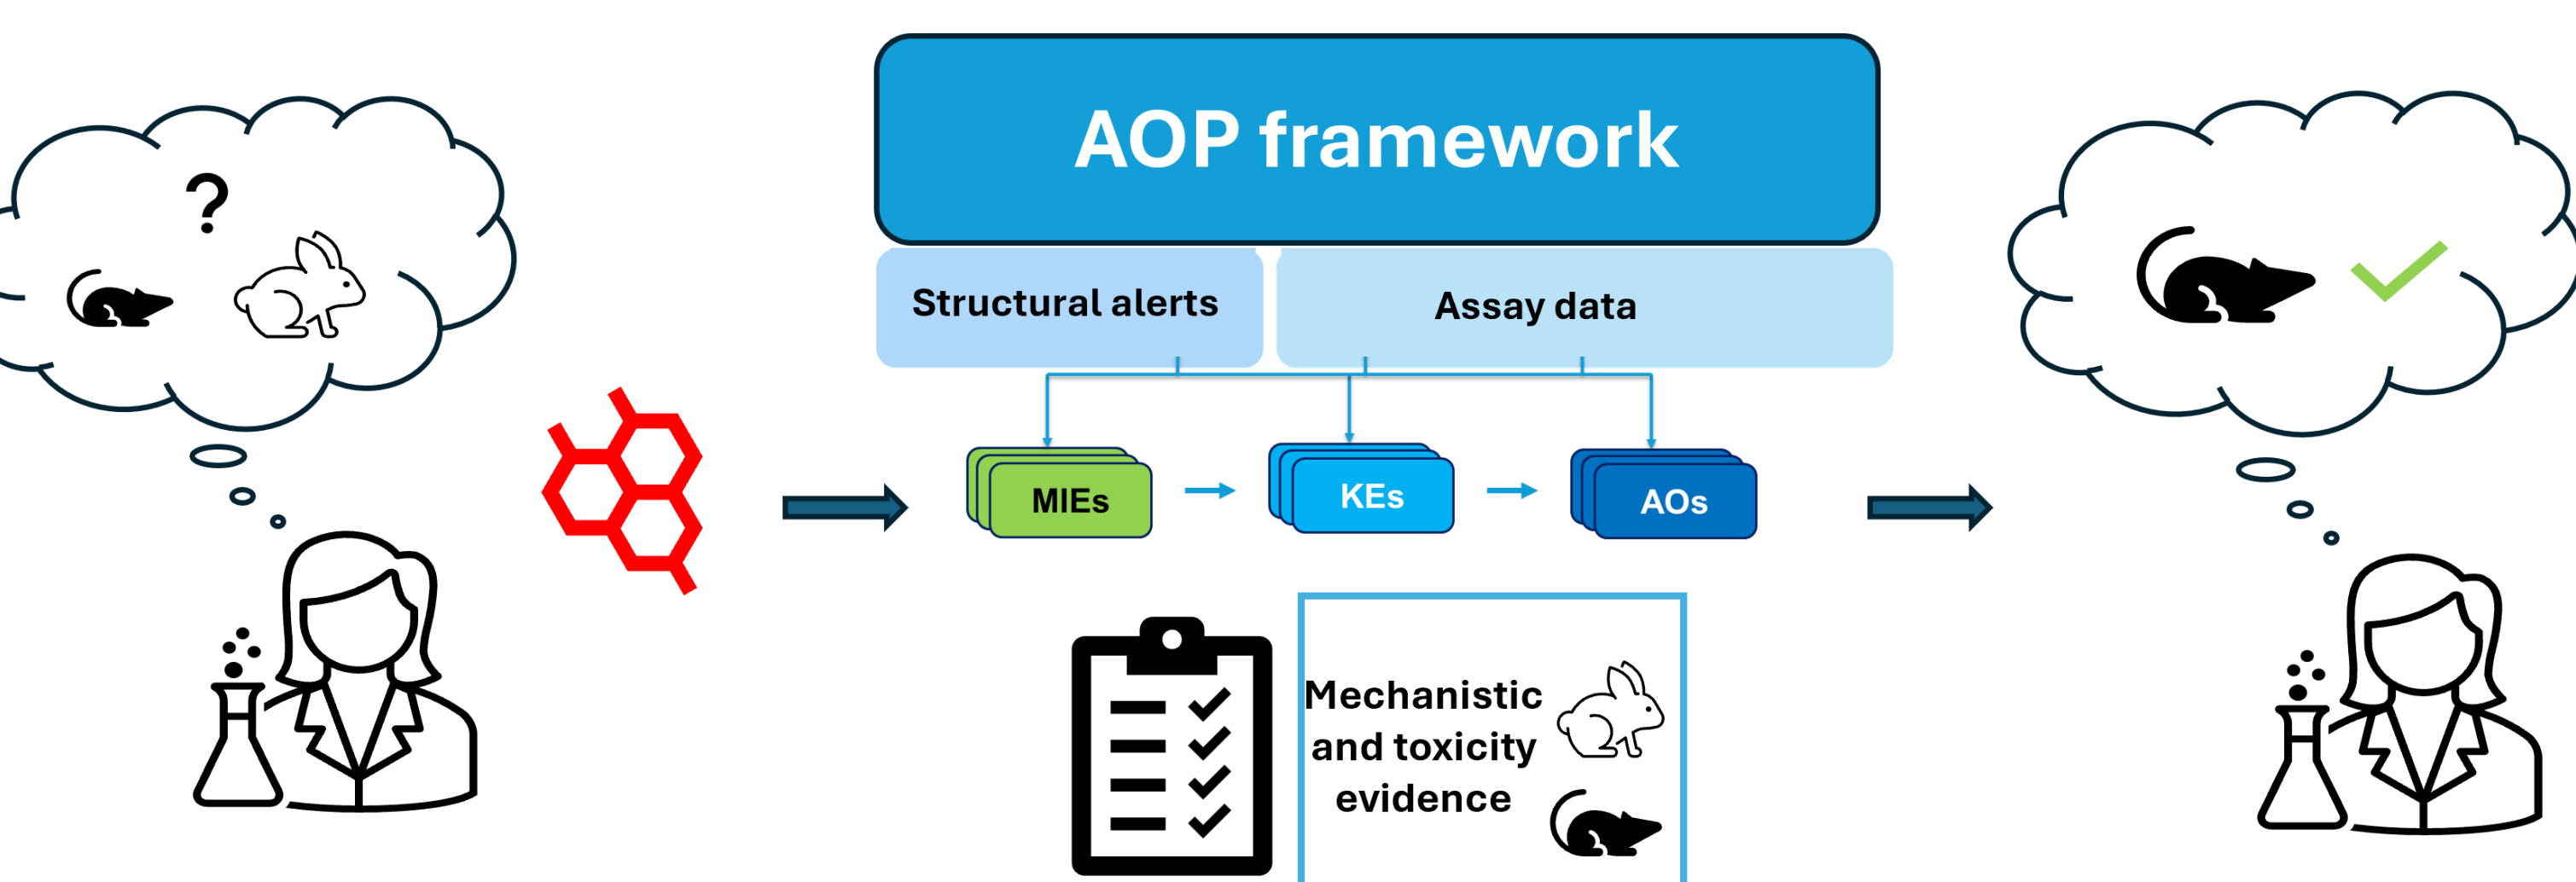 ?
AOP framework
Structural alerts
Assay data
MIEs
KEs
AOs
Mechanistic
and toxicity
evidence